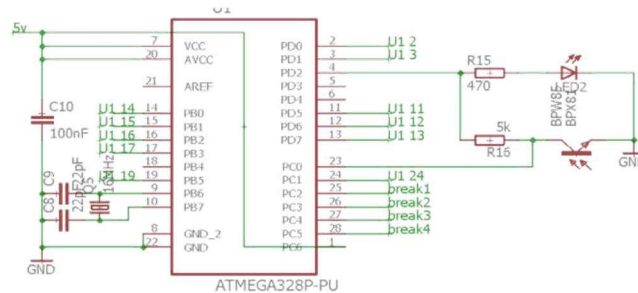 U1
5v
7 VCC PD0 2 U1 2
20 AVCC PD1 3 U1 3
PD2 4
21 AREF PD3 5
PD4 6
U1 14 14 PB0 PD5 11 U1 11
U1 15 15 PB1 PD6 12 U1 12
U1 16 16 PB2 PD7 13 U1 13
U1 17 17 PB3
18 PB4 PC0 23
U1 19 19 PB5 PC1 24 U1 24
9 PB6 PC2 25 break1
10 PB7 PC3 26 break2
PC4 27 break3
8 GND_2 PC5 28 break4
22 GND PC6 1
ATMEGA328P-PU
C10
100nF
C9
22pF
C8
22pF
16MHz
GND
R15
470
LED2
5k
R16
BPX81
GND